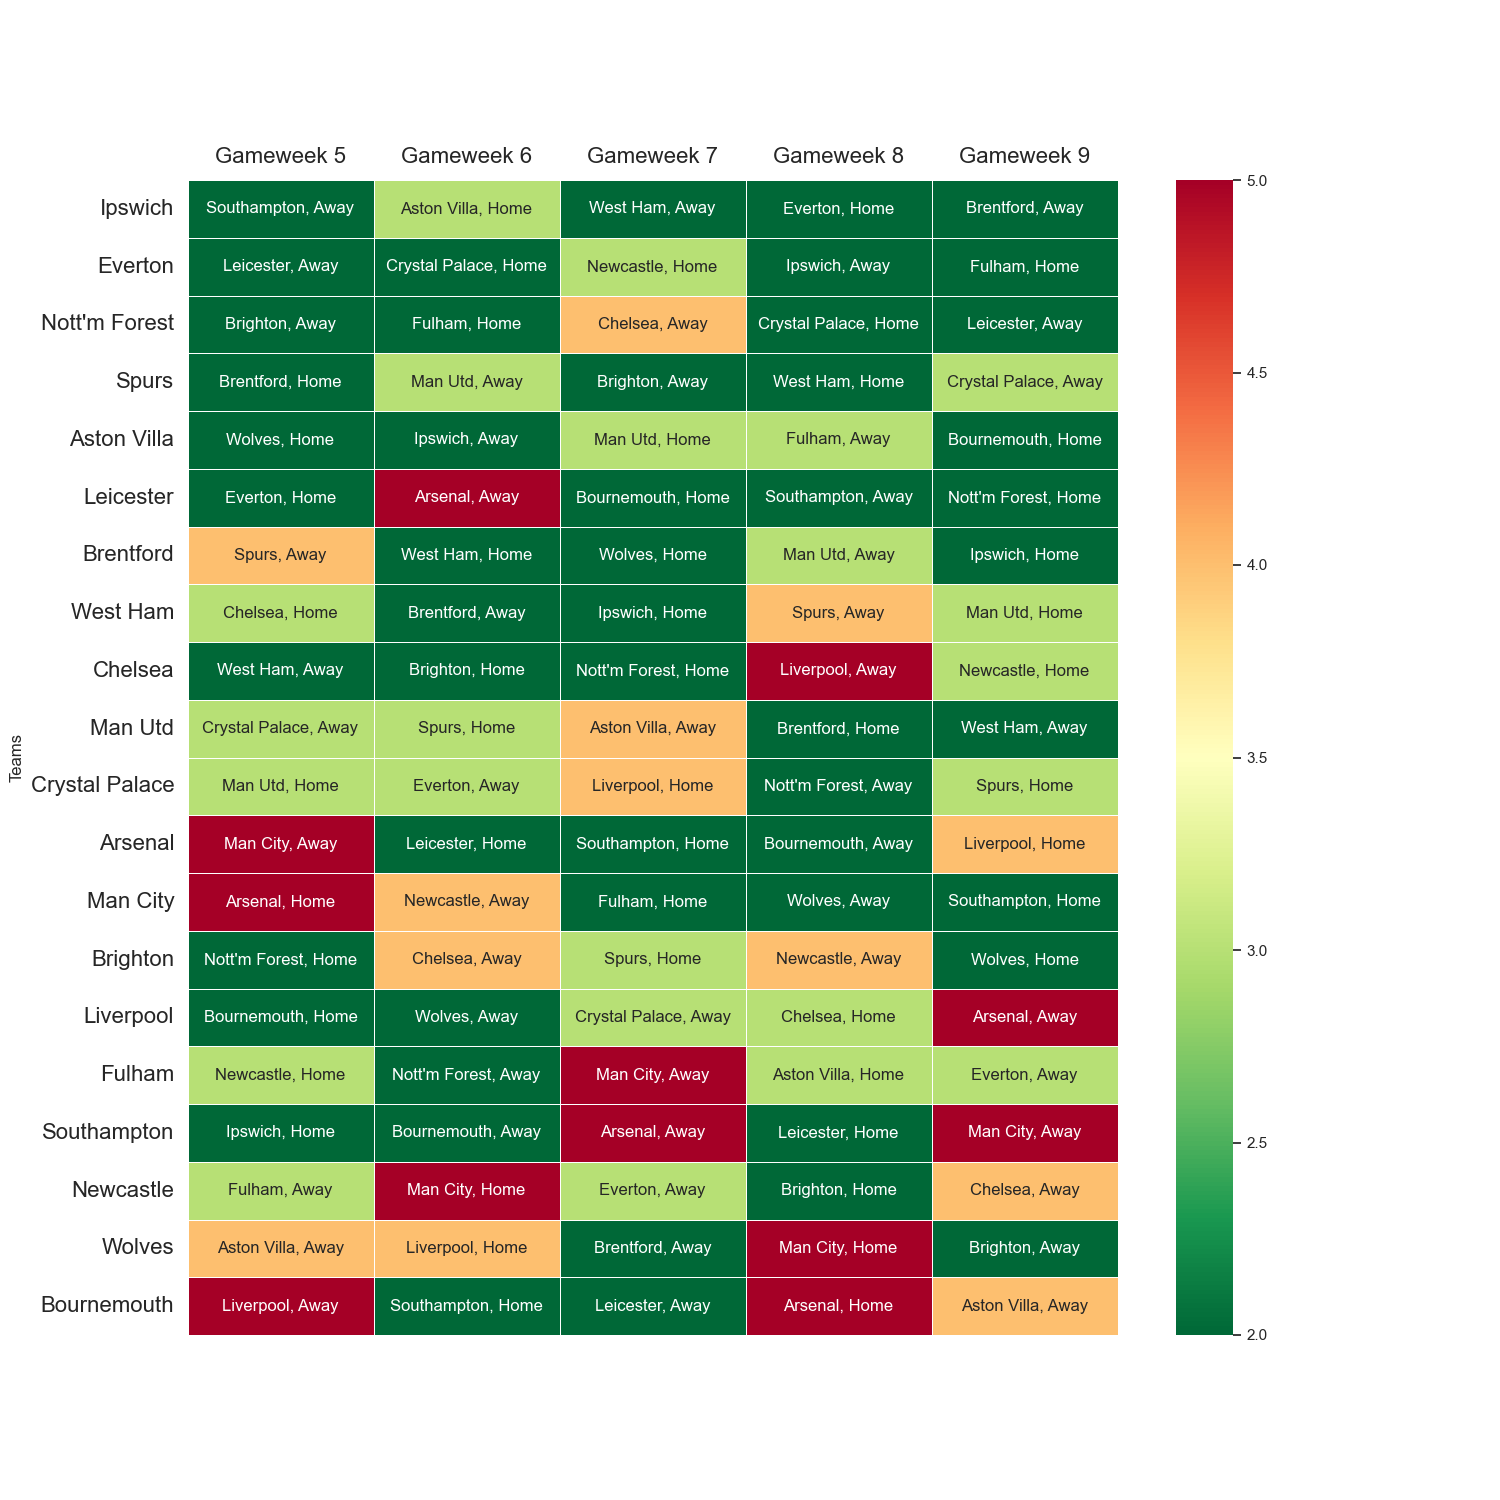 Gameweek 5 Gameweek 6 Gameweek 7 Gameweek 8 Gameweek 9
Ipswich Southampton, Away Aston Villa, Home West Ham, Away Everton, Home Brentford, Away
Everton Leicester, Away Crystal Palace, Home Newcastle, Home Ipswich, Away Fulham, Home
Nott'm Forest Brighton, Away Fulham, Home Chelsea, Away Crystal Palace, Home Leicester, Away
Spurs Brentford, Home Man Utd, Away Brighton, Away West Ham, Home Crystal Palace, Away
Aston Villa Wolves, Home Ipswich, Away Man Utd, Home Fulham, Away Bournemouth, Home
Leicester Everton, Home Arsenal, Away Bournemouth, Home Southampton, Away Nott'm Forest, Home
Brentford Spurs, Away West Ham, Home Wolves, Home Man Utd, Away Ipswich, Home
West Ham Chelsea, Home Brentford, Away Ipswich, Home Spurs, Away Man Utd, Home
Chelsea West Ham, Away Brighton, Home Nott'm Forest, Home Liverpool, Away Newcastle, Home
Man Utd Crystal Palace, Away Spurs, Home Aston Villa, Away Brentford, Home West Ham, Away
Crystal Palace Man Utd, Home Everton, Away Liverpool, Home Nott'm Forest, Away Spurs, Home
Arsenal Man City, Away Leicester, Home Southampton, Home Bournemouth, Away Liverpool, Home
Man City Arsenal, Home Newcastle, Away Fulham, Home Wolves, Away Southampton, Home
Brighton Nott'm Forest, Home Chelsea, Away Spurs, Home Newcastle, Away Wolves, Home
Liverpool Bournemouth, Home Wolves, Away Crystal Palace, Away Chelsea, Home Arsenal, Away
Fulham Newcastle, Home Nott'm Forest, Away Man City, Away Aston Villa, Home Everton, Away
Southampton Ipswich, Home Bournemouth, Away Arsenal, Away Leicester, Home Man City, Away
Newcastle Fulham, Away Man City, Home Everton, Away Brighton, Home Chelsea, Away
Wolves Aston Villa, Away Liverpool, Home Brentford, Away Man City, Home Brighton, Away
Bournemouth Liverpool, Away Southampton, Home Leicester, Away Arsenal, Home Aston Villa, Away
Teams
5.0
4.5
4.0
3.5
3.0
2.5
2.0